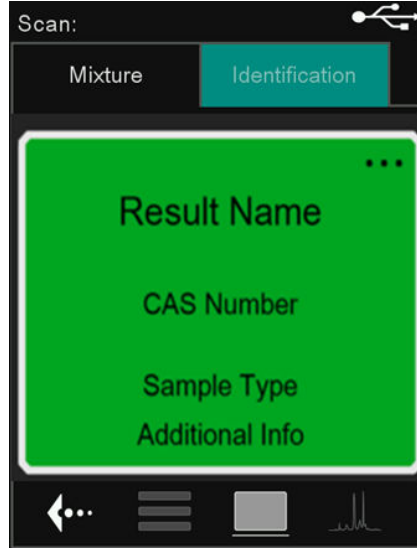 Scan:
Mixture
Identification
Result Name
CAS Number
Sample Type
Additional Info